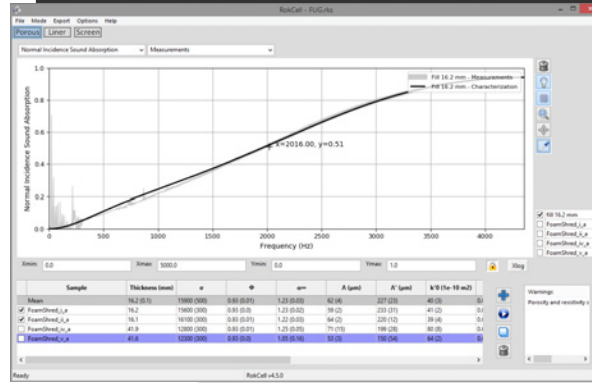 RokCell - FUG.rks
File Mode Export Options Help
Porous Liner Screen
Normal Incidence Sound Absorption Measurements
Fill 16.2 mm - Measurements
Fill 16.2 mm - Characterization
x=2016.00, y=0.51
Normal Incidence Sound Absorption
1.0
0.8
0.6
0.4
0.2
0.0
0 500 1000 1500 2000 2500 3000 3500 4000
Frequency (Hz)
fill 16.2 mm
FoamShred_i_a
FoamShred_ii_a
FoamShred_iv_a
FoamShred_v_a
Xmin: 0.0 Xmax: 5000.0 Ymin: 0.0 Ymax: 1.0 Xlog
Sample Thickness (mm) σ Φ α∞ Λ (μm) Λ' (μm) k'0 (1e-10 m2)
Mean 16.2 (0.1) 15900 (500) 0.93 (0.01) 1.23 (0.03) 62 (4) 227 (23) 40 (3)
FoamShred_i_a 16.2 15600 (300) 0.93 (0.0) 1.23 (0.02) 59 (2) 233 (31) 41 (2)
FoamShred_ii_a 16.1 16100 (300) 0.93 (0.01) 1.22 (0.03) 64 (2) 220 (12) 39 (4)
FoamShred_iv_a 41.9 11000 (200) 0.92 (0.01) 1.25 (0.05) 71 (15) 199 (28) 80 (8)
FoamShred_v_a 41.6 12300 (200) 0.93 (0.0) 1.05 (0.16) 53 (3) 150 (54) 64 (2)
Warnings
Porosity and resistivity s
Ready RokCell v4.5.0